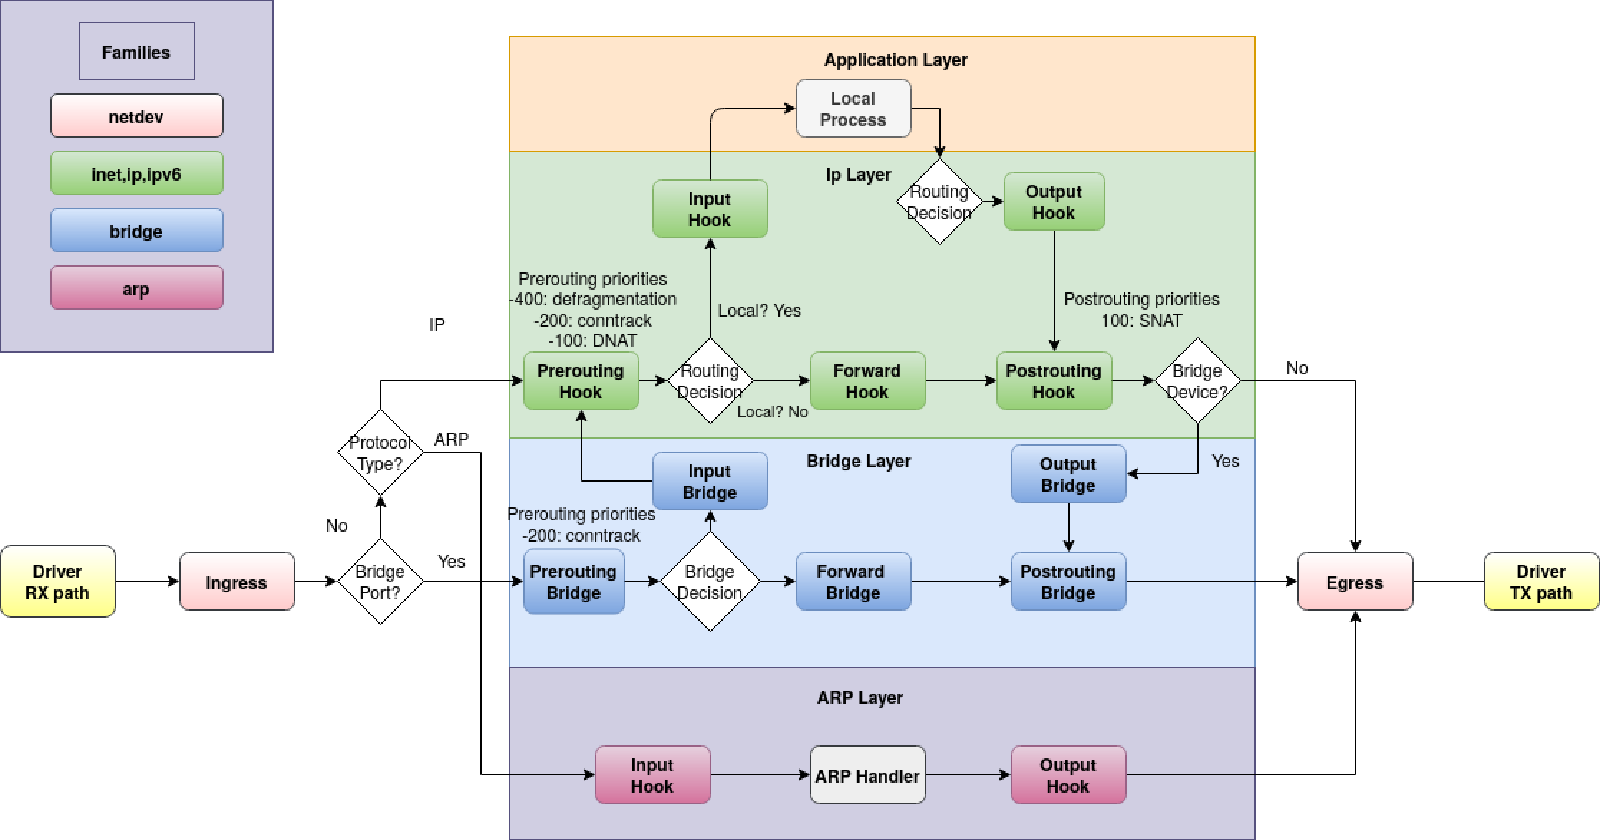 Families
netdev
inet,ip,ipv6
bridge
arp
Application Layer
Local
Process
Ip Layer
Routing
Decision
Output
Hook
Input
Hook
Prerouting priorities
-400: defragmentation
-200: conntrack
-100: DNAT
Local? Yes
Postrouting priorities
100: SNAT
IP
Prerouting
Hook
Routing
Decision
Local? No
Forward
Hook
Postrouting
Hook
Bridge
Device?
No
Yes
Protocol
Type?
ARP
No
Bridge Layer
Input
Bridge
Output
Bridge
Prerouting priorities
-200: conntrack
Driver
RX path
Ingress
Bridge
Port?
Yes
Prerouting
Bridge
Bridge
Decision
Forward
Bridge
Postrouting
Bridge
Egress
Driver
TX path
ARP Layer
Input
Hook
ARP Handler
Output
Hook